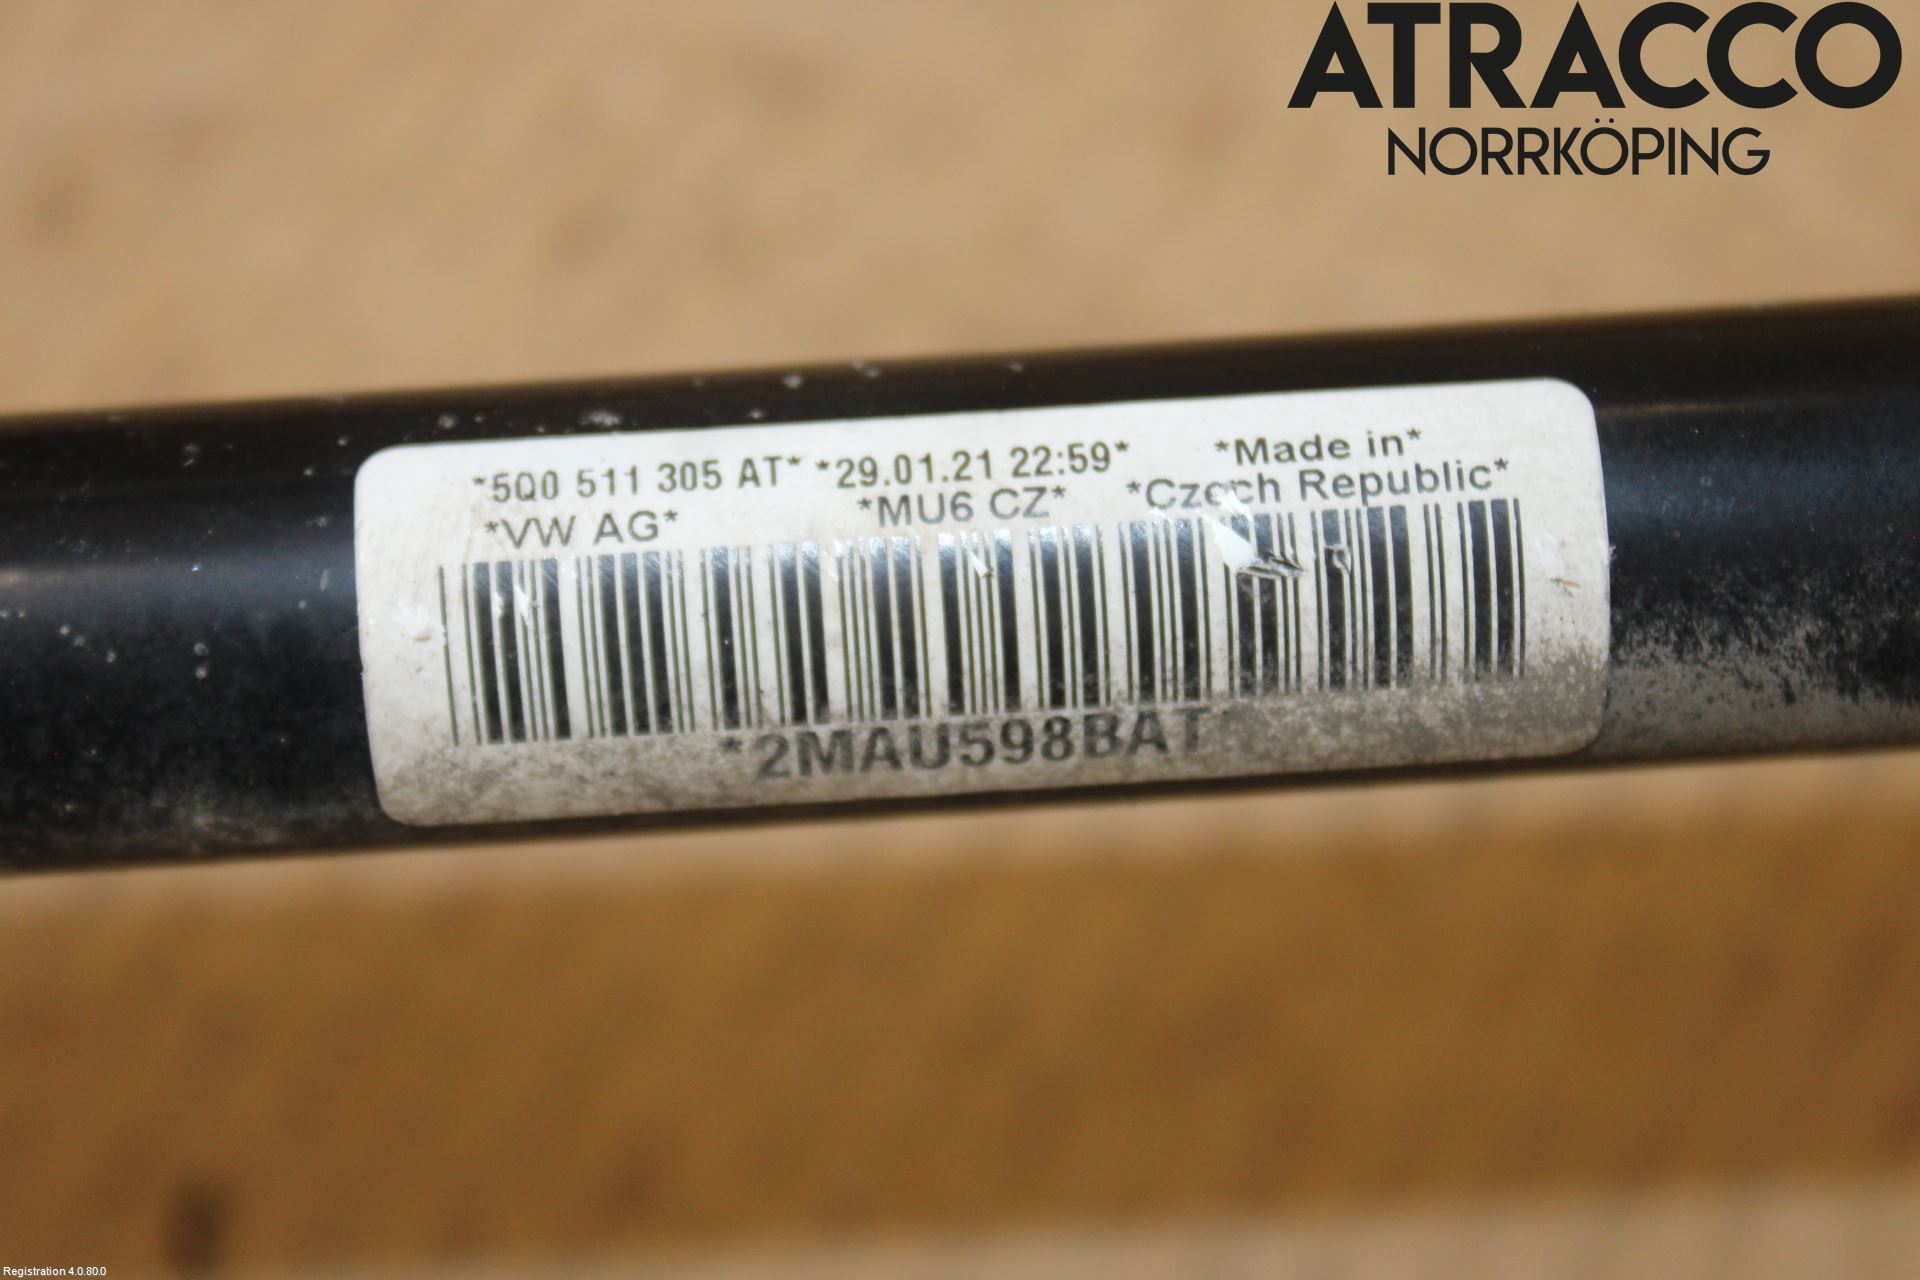 ATRACCO
NORRKÖPING
*5Q0 511 305 AT* *29.01.21 22:59* *Made in*
*VW AG* *MU6 CZ* *Czech Republic*
*2MAU598BAT
Registration 4.0.80.0